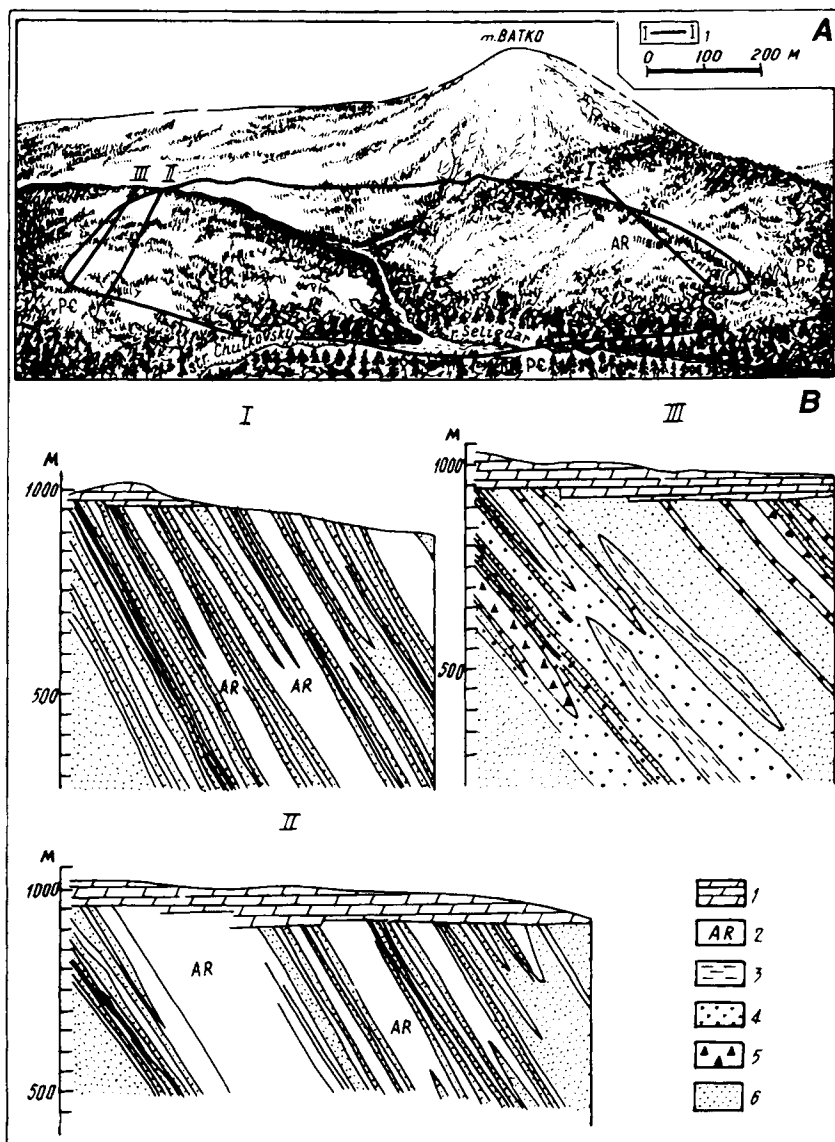 A
m. BATKO
I I 1
0 100 200 M
III II
I
AR
PЄ
PЄ
r. Seligdar
str. Chulkovsky
PЄ
B
I
III
M
1000
500
AR AR
M
1000
500
II
M
1000
500
AR
AR
1
AR 2
3
4
5
6